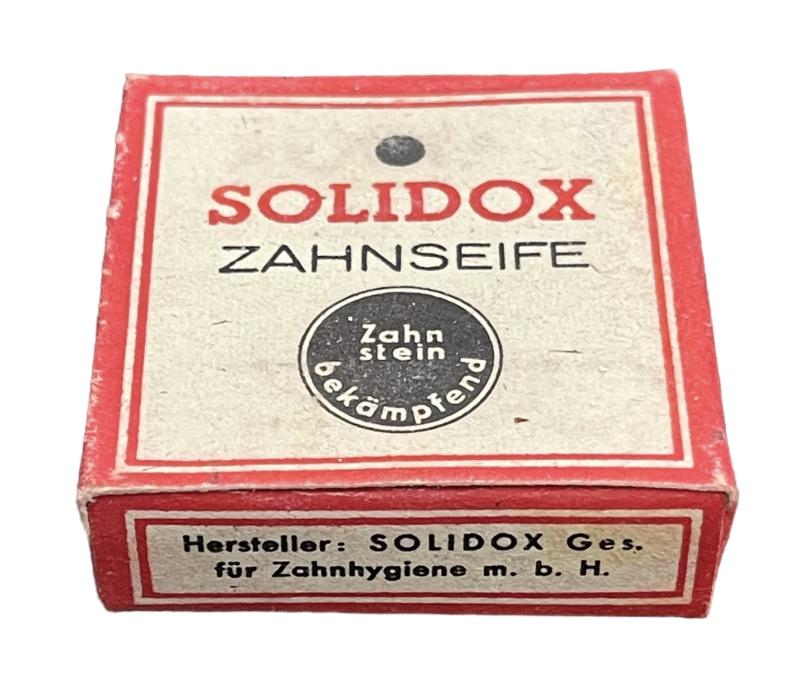 SOLIDOX
ZAHNSEIFE
Zahn
stein
bekämpfend
Hersteller: SOLIDOX Ges.
für Zahnhygiene m. b. H.